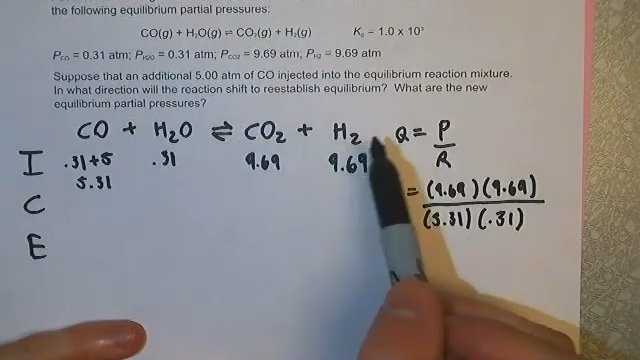 the following equilibrium partial pressures:
CO(g) + H₂O(g) ⇌ CO₂(g) + H₂(g) Kₚ = 1.0 x 10³
P_CO = 0.31 atm; P_H2O = 0.31 atm; P_CO2 = 9.69 atm; P_H2 = 9.69 atm
Suppose that an additional 5.00 atm of CO injected into the equilibrium reaction mixture.
In what direction will the reaction shift to reestablish equilibrium? What are the new
equilibrium partial pressures?
CO + H₂O ⇌ CO₂ + H₂ Q = P/R
I .31+5 .31 9.69 9.69
5.31 = (9.69)(9.69)/(5.31)(.31)
C
E